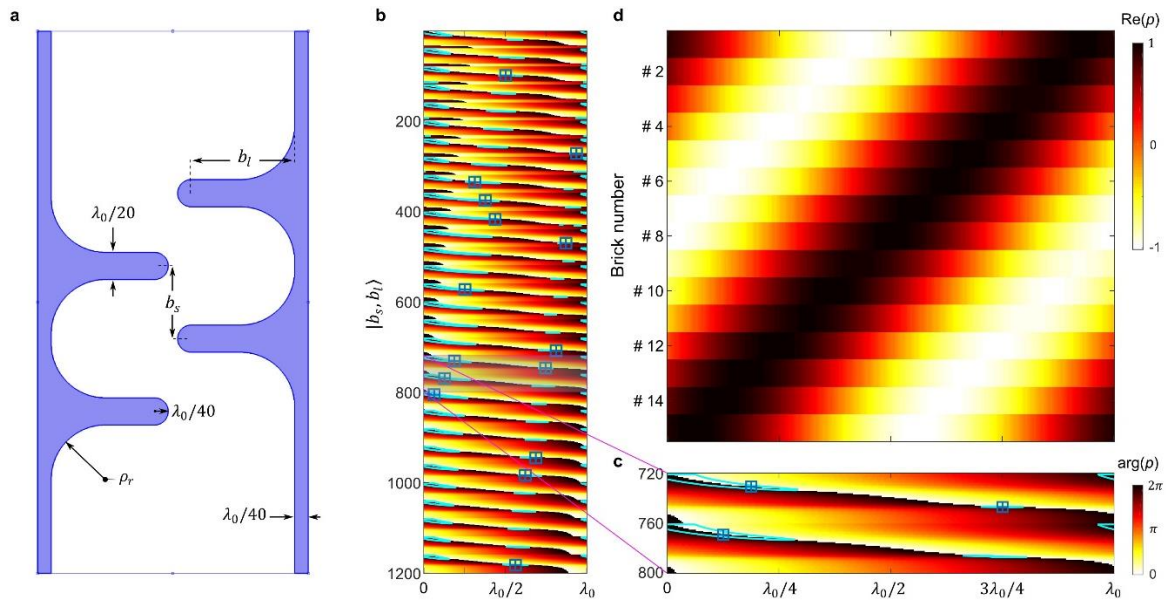 a
b_l
λ_0/20
b_s
λ_0/40
ρ_r
λ_0/40
b
|b_s, b_l⟩
200
400
600
800
1000
1200
0
λ_0/2
λ_0
d
Brick number
# 2
# 4
# 6
# 8
# 10
# 12
# 14
Re(p)
1
0
-1
c
720
760
800
0
λ_0/4
λ_0/2
3λ_0/4
λ_0
arg(p)
2π
π
0